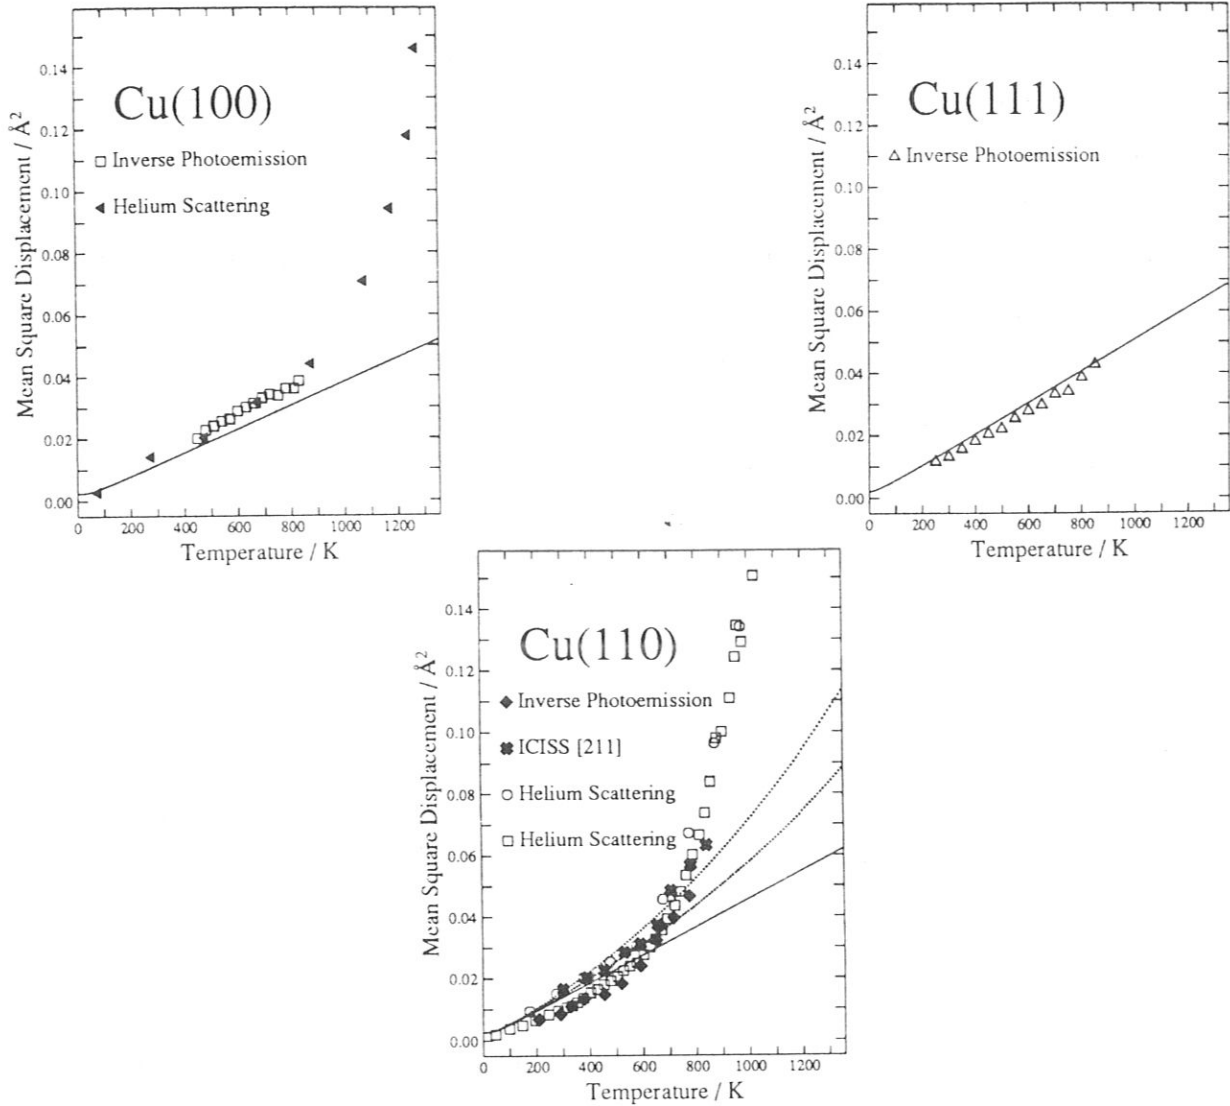 Cu(100)
Inverse Photoemission
Helium Scattering
Mean Square Displacement / Å²
0.14
0.12
0.10
0.08
0.06
0.04
0.02
0.00
0 200 400 600 800 1000 1200
Temperature / K
Cu(111)
Inverse Photoemission
Mean Square Displacement / Å²
0.14
0.12
0.10
0.08
0.06
0.04
0.02
0.00
0 200 400 600 800 1000 1200
Temperature / K
Cu(110)
Inverse Photoemission
ICISS [211]
Helium Scattering
Helium Scattering
Mean Square Displacement / Å²
0.14
0.12
0.10
0.08
0.06
0.04
0.02
0.00
0 200 400 600 800 1000 1200
Temperature / K